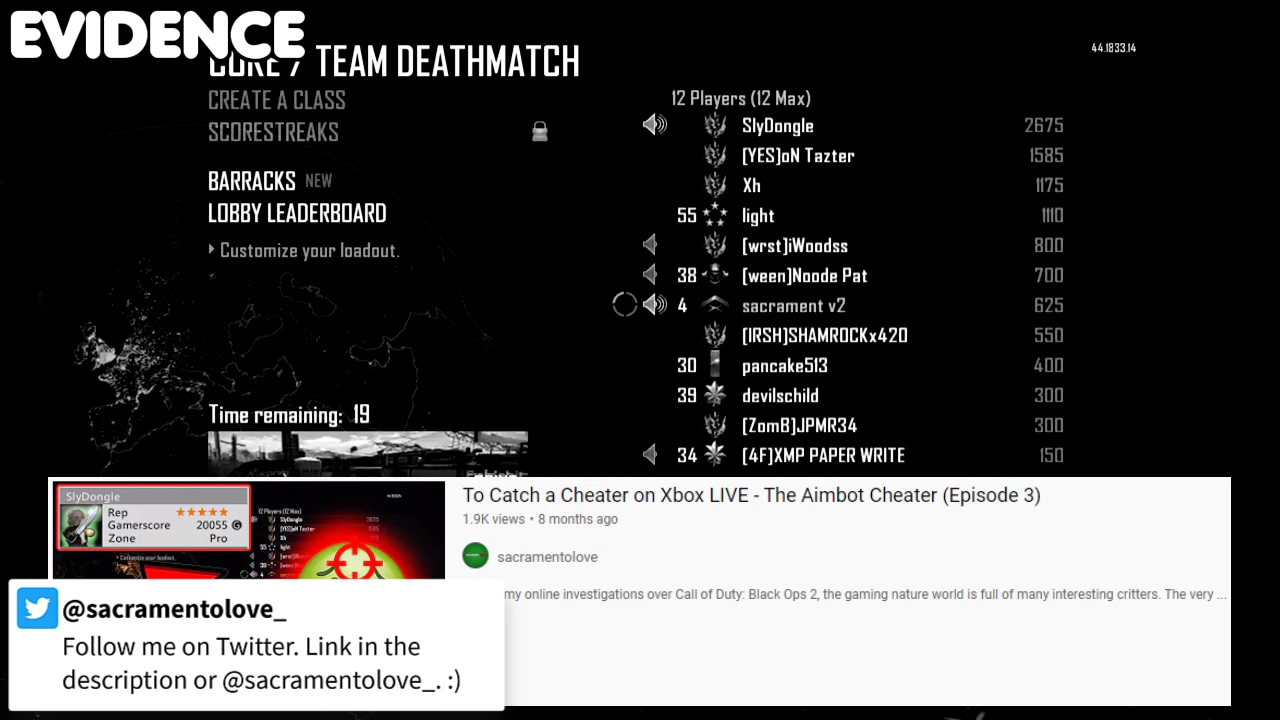 EVIDENCE
CORE / TEAM DEATHMATCH
44.1833.14
CREATE A CLASS
SCORESTREAKS
BARRACKS NEW
LOBBY LEADERBOARD
Customize your loadout.
12 Players (12 Max)
SlyDongle 2675
[YES]oN Tazter 1585
Xh 1175
55 light 1110
[wrst]iWoodss 800
38 [ween]Noode Pat 700
4 sacrament v2 625
[IRSH]SHAMROCKx420 550
30 pancake513 400
39 devilschild 300
[ZomB]JPMR34 300
34 [4F]XMP PAPER WRITE 150
Time remaining: 19
SlyDongle
Rep
Gamerscore 20055 G
Zone Pro
12 Players (12 Max)
To Catch a Cheater on Xbox LIVE - The Aimbot Cheater (Episode 3)
1.9K views • 8 months ago
sacramentolove
my online investigations over Call of Duty: Black Ops 2, the gaming nature world is full of many interesting critters. The very ...
@sacramentolove_
Follow me on Twitter. Link in the
description or @sacramentolove_. :)